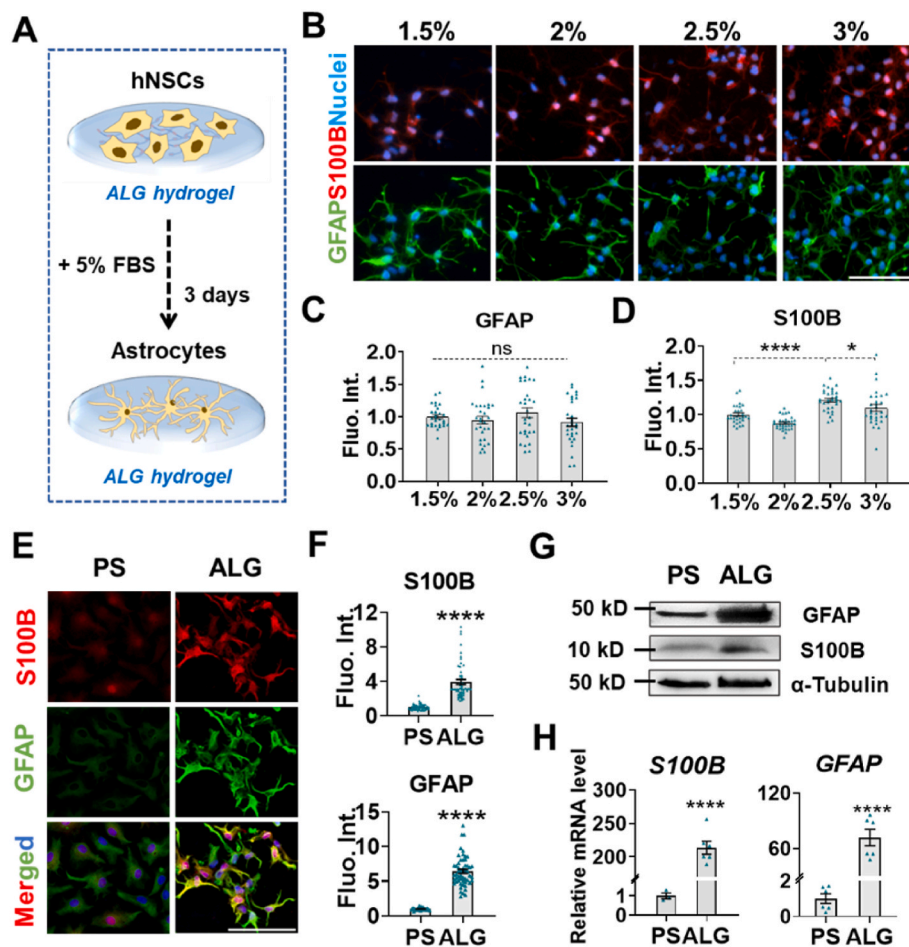 A
hNSCs
ALG hydrogel
+ 5% FBS
3 days
Astrocytes
ALG hydrogel
B
1.5% 2% 2.5% 3%
GFAPS100BNuclei
C
GFAP
ns
Fluo. Int.
2.0
1.5
1.0
0.5
0.0
1.5% 2% 2.5% 3%
D
S100B
**** *
Fluo. Int.
2.0
1.5
1.0
0.5
0.0
1.5% 2% 2.5% 3%
E
PS ALG
S100B
GFAP
Merged
F
S100B
****
Fluo. Int.
12
8
4
2
0
PS ALG
GFAP
****
Fluo. Int.
15
10
5
0
PS ALG
G
PS ALG
50 kD GFAP
10 kD S100B
50 kD α-Tubulin
H
Relative mRNA level
S100B
****
300
250
200
1
0
PS ALG
GFAP
****
120
60
2
0
PS ALG